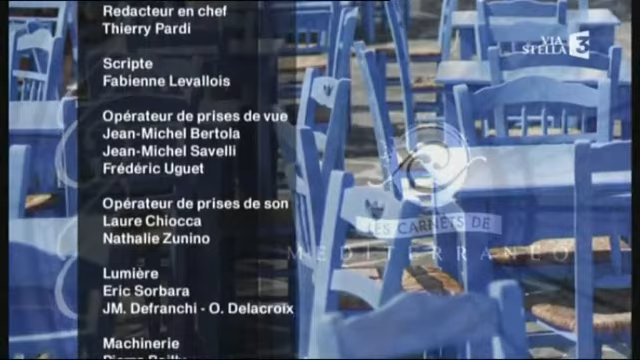 Redacteur en chef
Thierry Pardi
Scripte
Fabienne Levallois
Opérateur de prises de vue
Jean-Michel Bertola
Jean-Michel Savelli
Frédéric Uguet
Opérateur de prises de son
Laure Chiocca
Nathalie Zunino
Lumière
Eric Sorbara
JM. Defranchi - O. Delacroix
Machinerie
VIA
STELLA 3
LES CARNETS DE
MEDITERRANEO